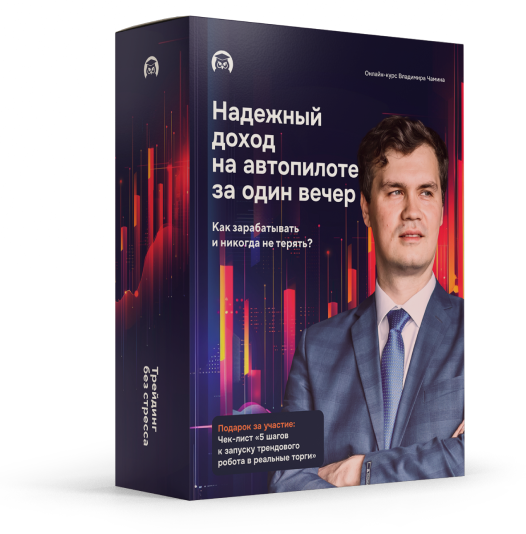 Онлайн-курс Владимира Чамина
Надежный
доход
на автопилоте
за один вечер
Как зарабатывать
и никогда не терять?
Подарок за участие:
Чек-лист «5 шагов
к запуску трендового
робота в реальные торги»
Трейдинг
без стресса